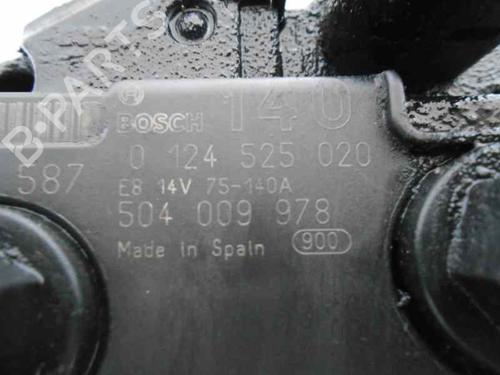 BOSCH 140
0 124 525 020
587
E8 14V 75-140A
504 009 978
Made in Spain 900
B-PARTS